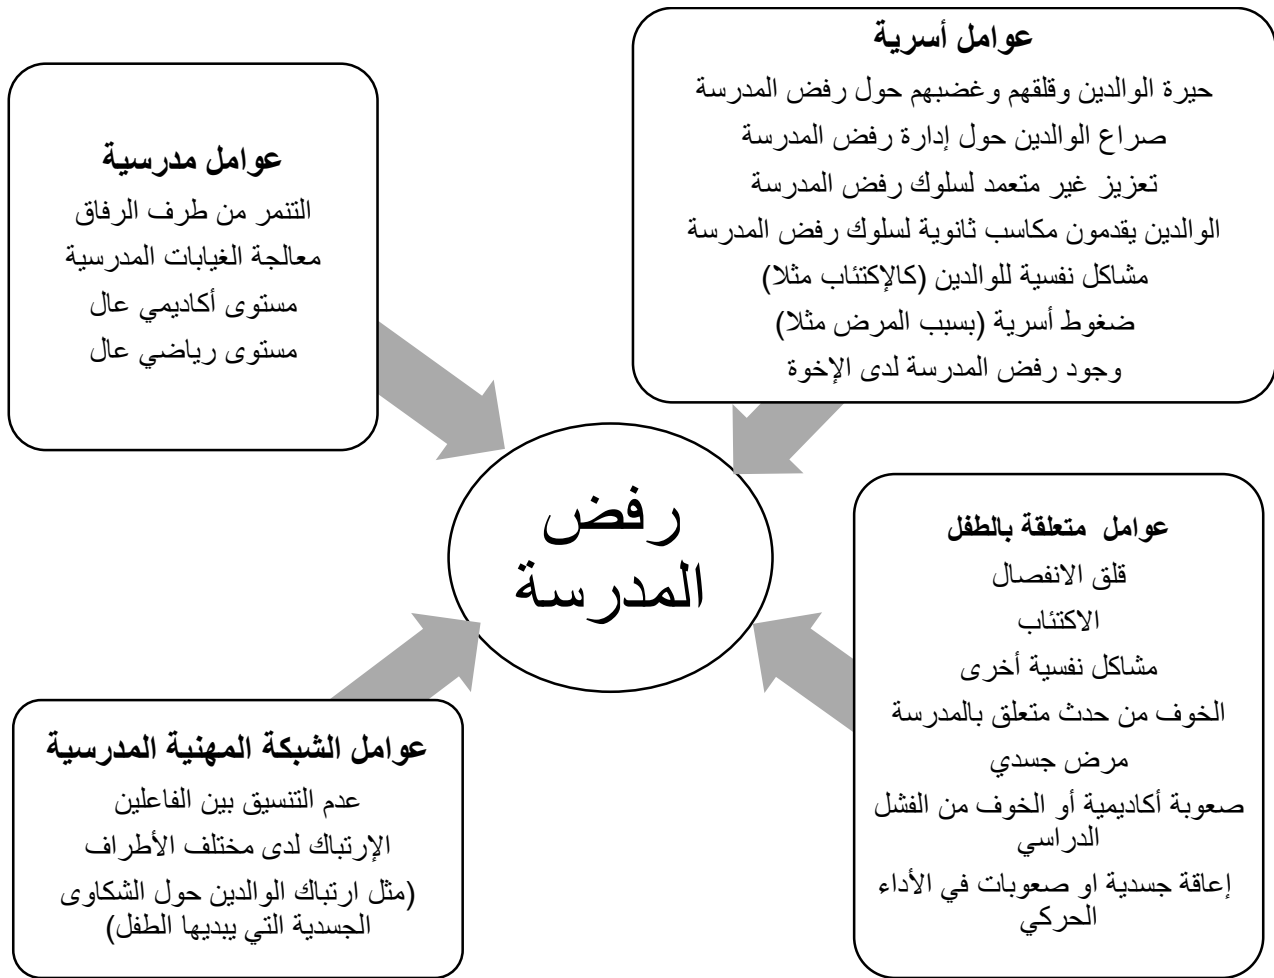 عوامل أسرية
حيرة الوالدين وقلقهم وغضبهم حول رفض المدرسة
صراع الوالدين حول إدارة رفض المدرسة
تعزيز غير متعمد لسلوك رفض المدرسة
الوالدين يقدمون مكاسب ثانوية لسلوك رفض المدرسة
مشاكل نفسية للوالدين (كالإكتئاب مثلا)
ضغوط أسرية (بسبب المرض مثلا)
وجود رفض المدرسة لدى الإخوة
عوامل مدرسية
التنمر من طرف الرفاق
معالجة الغيابات المدرسية
مستوى أكاديمي عال
مستوى رياضي عال
رفض
المدرسة
عوامل متعلقة بالطفل
قلق الانفصال
الاكتئاب
مشاكل نفسية أخرى
الخوف من حدث متعلق بالمدرسة
مرض جسدي
صعوبة أكاديمية أو الخوف من الفشل
الدراسي
إعاقة جسدية او صعوبات في الأداء
الحركي
عوامل الشبكة المهنية المدرسية
عدم التنسيق بين الفاعلين
الإرتباك لدى مختلف الأطراف
(مثل ارتباك الوالدين حول الشكاوى
الجسدية التي يبديها الطفل)